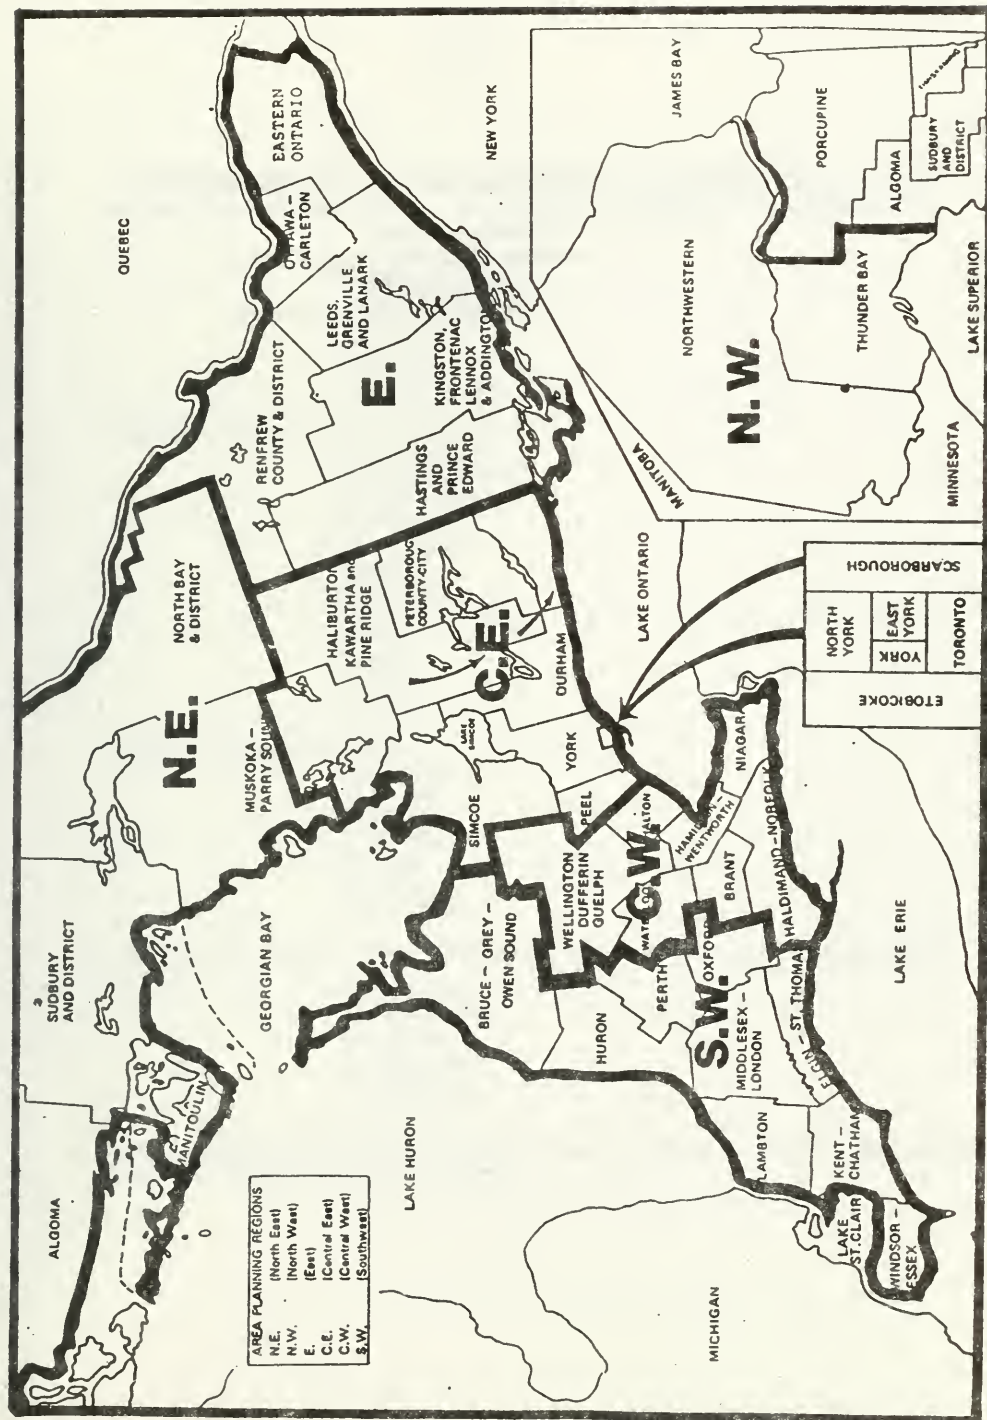 QUEBEC
EASTERN
ONTARIO
OTTAWA –
CARLETON
NEW YORK
LEEDS,
GRENVILLE
AND LANARK
RENFREW
COUNTY & DISTRICT
E.
KINGSTON,
FRONTENAC
LENNOX
& ADDINGTON
HASTINGS
AND
PRINCE
EDWARD
NORTH BAY
& DISTRICT
N.E.
HALIBURTON
KAWARTHA and
PINE RIDGE
PETERBOROUG
COUNTY-CITY
C.E.
DURHAM
LAKE ONTARIO
MUSKOKA –
PARRY SOUN
LAKE
SIMCOE
YORK
SIMCOE
PEEL
HALTON
C.W.
HAMILTON –
WENTWORTH
NIAGAR
WELLINGTON
DUFFERIN
GUELPH
WATERLOO
BRANT
HALDIMAND–NORFOLK
SUDBURY
AND DISTRICT
GEORGIAN BAY
BRUCE – GREY –
OWEN SOUND
HURON
PERTH
OXFORD
S.W.
MIDDLESEX –
LONDON
ELGIN – ST. THOMAS
LAKE ERIE
ALGOMA
MANITOULIN
LAKE HURON
LAMBTON
KENT –
CHATHAM
LAKE
ST.CLAIR
WINDSOR –
ESSEX
MICHIGAN
AREA PLANNING REGIONS
N.E. (North East)
N.W. (North West)
E. (East)
C.E. (Central East)
C.W. (Central West)
S.W. (Southwest)
JAMES BAY
PORCUPINE
SUDBURY
AND
DISTRICT
ALGOMA
NORTHWESTERN
THUNDER BAY
LAKE SUPERIOR
N.W.
MANITOBA
MINNESOTA
SCARBOROUGH
NORTH
YORK
EAST
YORK
YORK
TORONTO
ETOBICOKE